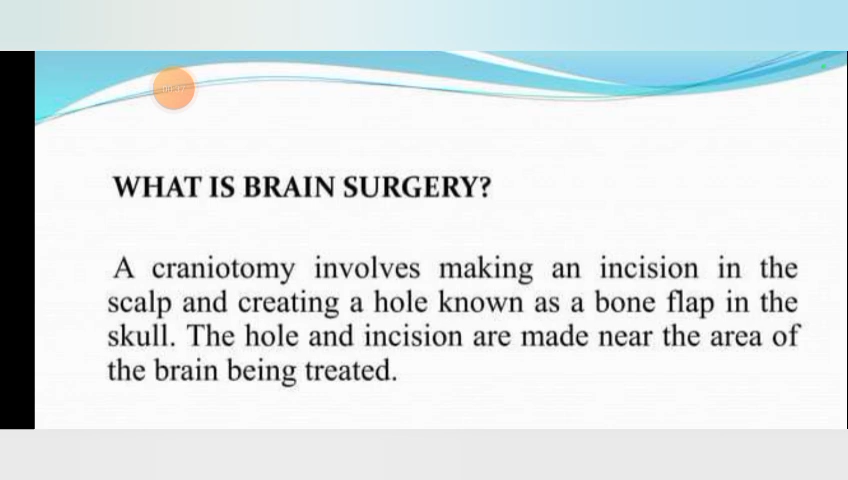 WHAT IS BRAIN SURGERY?
A craniotomy involves making an incision in the
scalp and creating a hole known as a bone flap in the
skull. The hole and incision are made near the area of
the brain being treated.